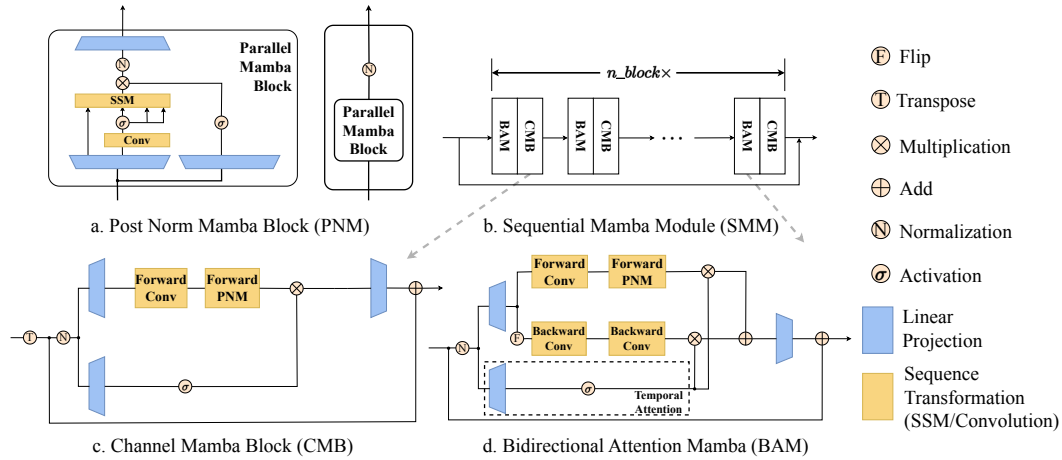 Parallel
Mamba
Block
N
SSM
σ
σ
Conv
N
Parallel
Mamba
Block
a. Post Norm Mamba Block (PNM)
n_block×
BAM
CMB
BAM
CMB
...
BAM
CMB
b. Sequential Mamba Module (SMM)
F Flip
T Transpose
Multiplication
Add
N Normalization
σ Activation
Linear
Projection
Sequence
Transformation
(SSM/Convolution)
Forward
Conv
Forward
PNM
T
N
σ
c. Channel Mamba Block (CMB)
Forward
Conv
Forward
PNM
F
Backward
Conv
Backward
Conv
N
σ
Temporal
Attention
d. Bidirectional Attention Mamba (BAM)